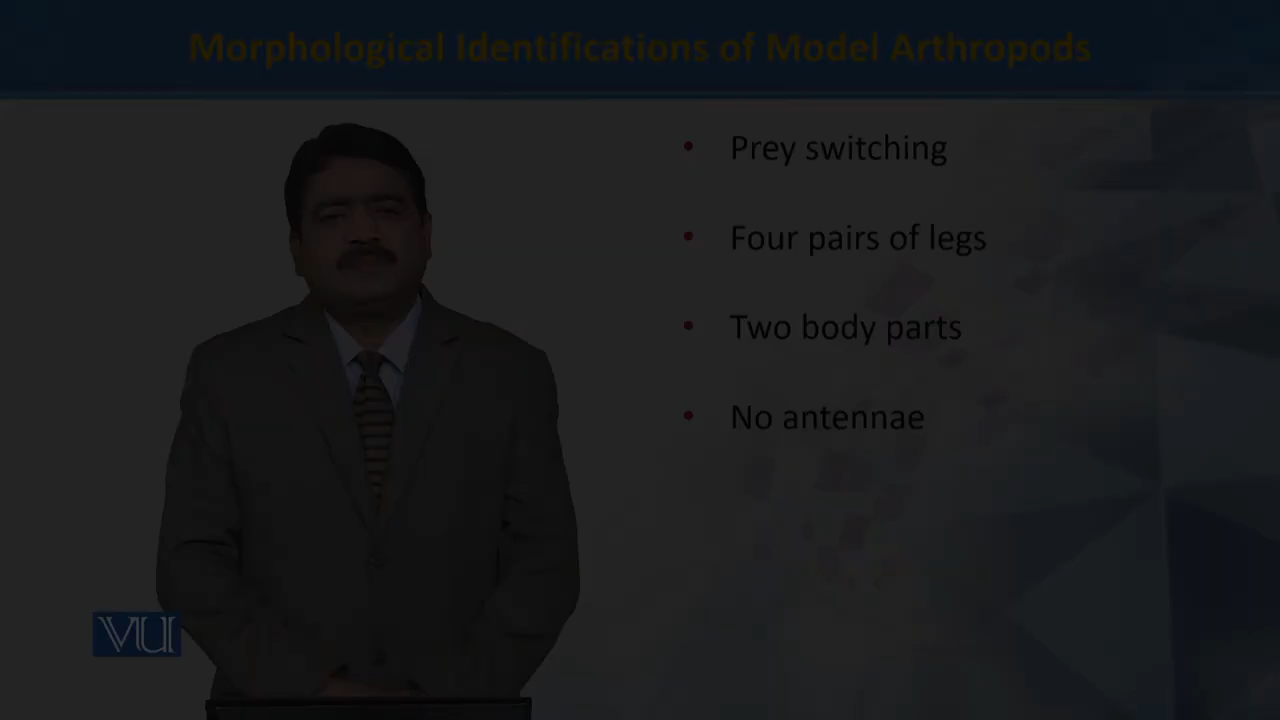 Morphological Identifications of Model Arthropods
• Prey switching
• Four pairs of legs
• Two body parts
• No antennae
VU